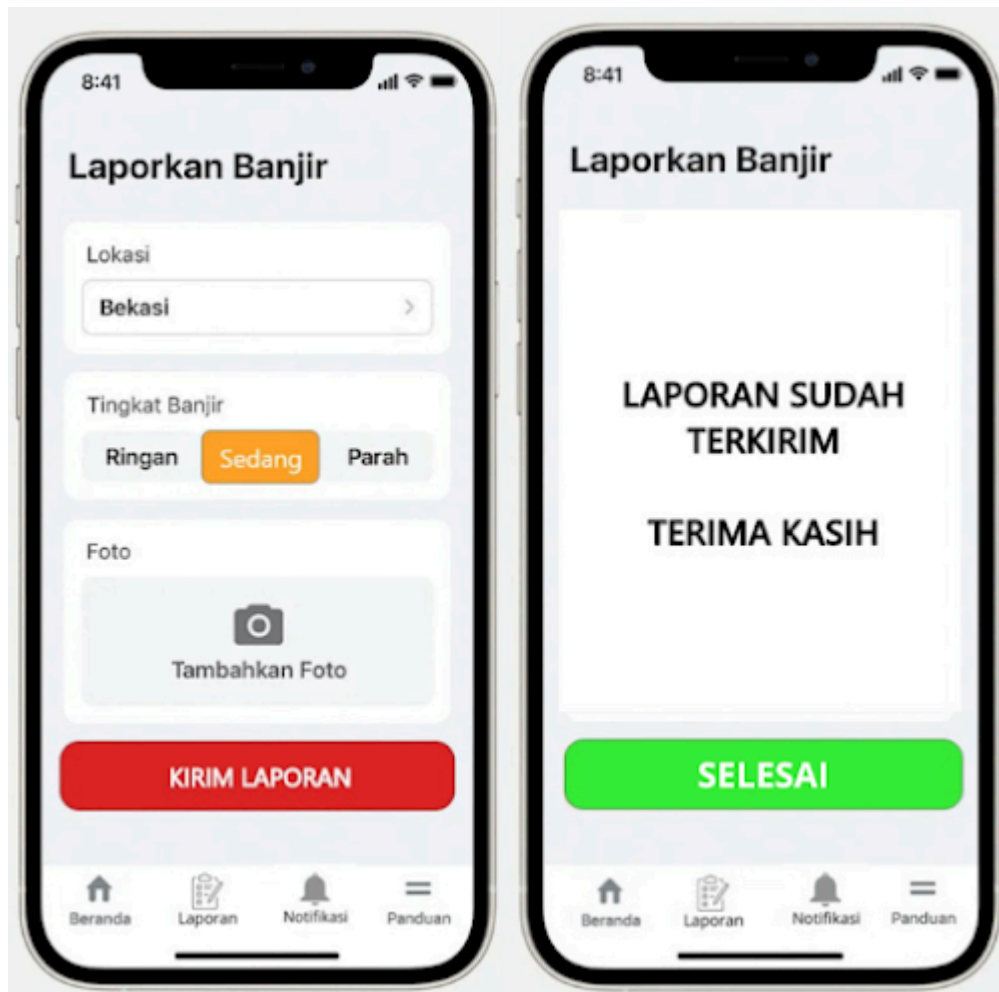 8:41
Laporkan Banjir
Lokasi
Bekasi
Tingkat Banjir
Ringan Sedang Parah
Foto
Tambahkan Foto
KIRIM LAPORAN
Beranda Laporan Notifikasi Panduan
8:41
Laporkan Banjir
LAPORAN SUDAH
TERKIRIM
TERIMA KASIH
SELESAI
Beranda Laporan Notifikasi Panduan